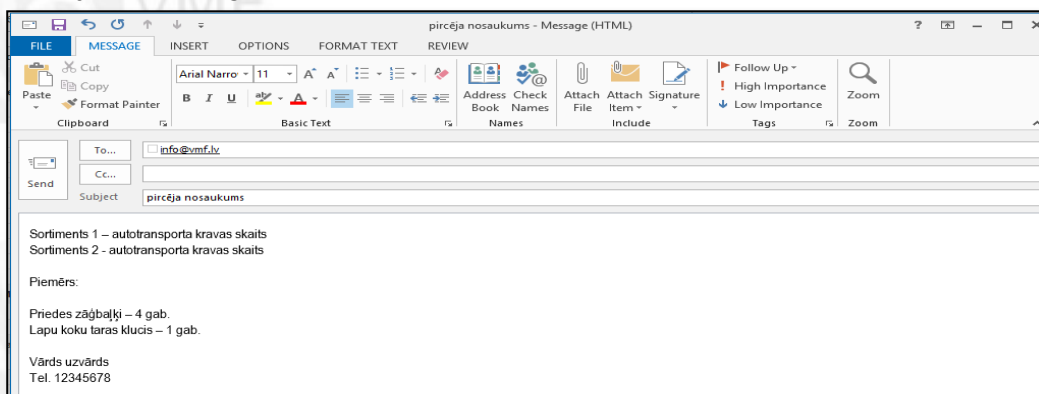 VMF
pircēja nosaukums - Message (HTML)
FILE MESSAGE INSERT OPTIONS FORMAT TEXT REVIEW
Paste
Cut
Copy
Format Painter
Clipboard
Arial Narro 11
B I U
Basic Text
Address Book
Check Names
Names
Attach File
Attach Item
Signature
Include
Follow Up
High Importance
Low Importance
Tags
Zoom
Zoom
Send
To... info@vmf.lv
Cc...
Subject pircēja nosaukums
Sortiments 1 – autotransporta kravas skaits
Sortiments 2 - autotransporta kravas skaits
Piemērs:
Priedes zāģbaļķi – 4 gab.
Lapu koku taras klucis – 1 gab.
Vārds uzvārds
Tel. 12345678